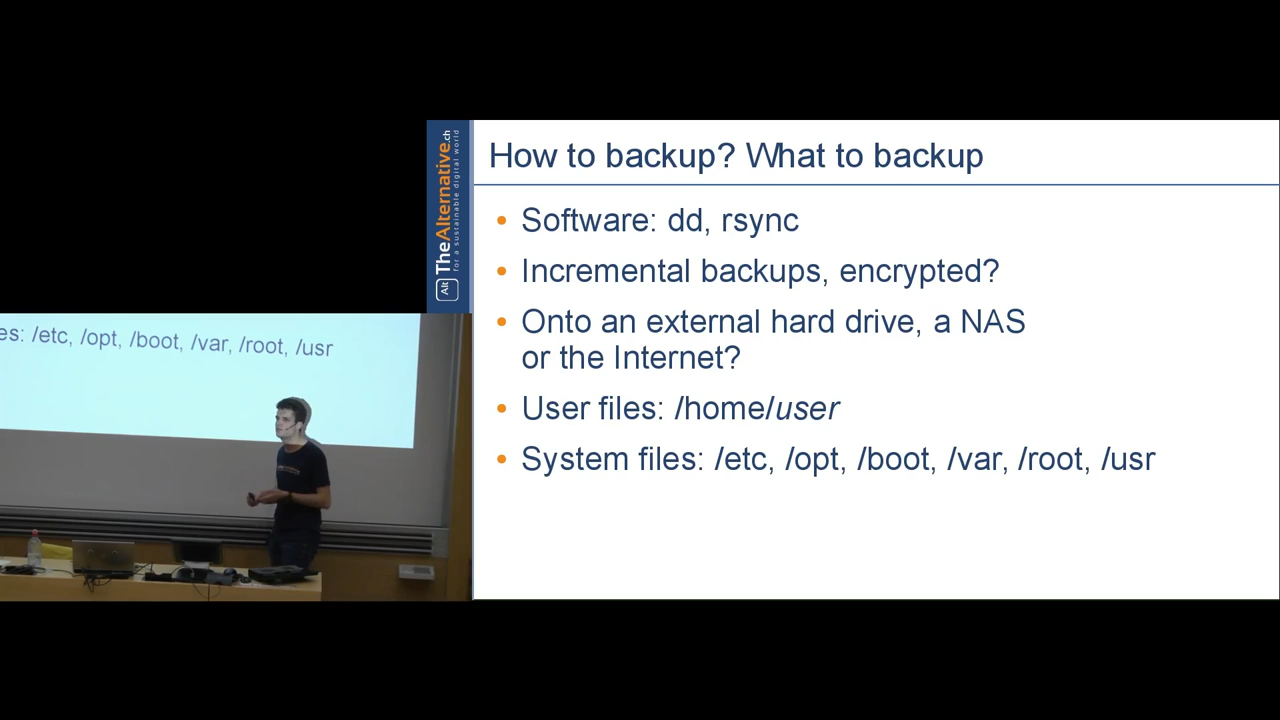 How to backup? What to backup
• Software: dd, rsync
• Incremental backups, encrypted?
• Onto an external hard drive, a NAS
or the Internet?
• User files: /home/user
• System files: /etc, /opt, /boot, /var, /root, /usr
Alt TheAlternative.ch
for a sustainable digital world
es: /etc, /opt, /boot, /var, /root, /usr